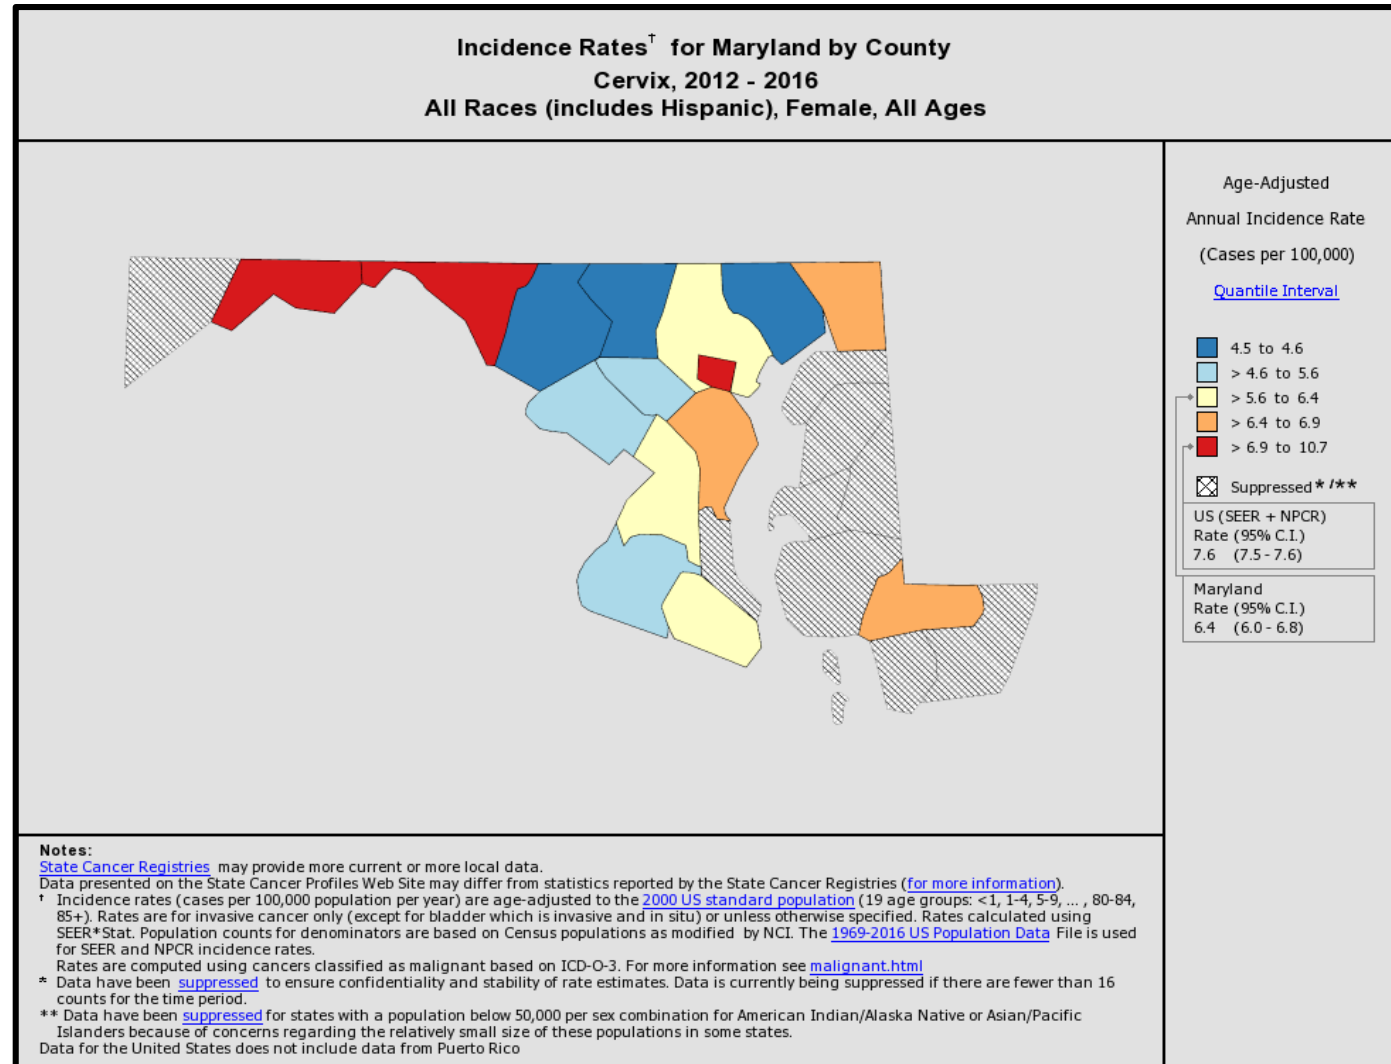 Incidence Rates† for Maryland by County
Cervix, 2012 - 2016
All Races (includes Hispanic), Female, All Ages
Age-Adjusted
Annual Incidence Rate
(Cases per 100,000)
Quantile Interval
4.5 to 4.6
> 4.6 to 5.6
> 5.6 to 6.4
> 6.4 to 6.9
> 6.9 to 10.7
Suppressed * /**
US (SEER + NPCR)
Rate (95% C.I.)
7.6 (7.5 - 7.6)
Maryland
Rate (95% C.I.)
6.4 (6.0 - 6.8)
Notes:
State Cancer Registries may provide more current or more local data.
Data presented on the State Cancer Profiles Web Site may differ from statistics reported by the State Cancer Registries (for more information).
† Incidence rates (cases per 100,000 population per year) are age-adjusted to the 2000 US standard population (19 age groups: <1, 1-4, 5-9, ... , 80-84,
85+). Rates are for invasive cancer only (except for bladder which is invasive and in situ) or unless otherwise specified. Rates calculated using
SEER*Stat. Population counts for denominators are based on Census populations as modified by NCI. The 1969-2016 US Population Data File is used
for SEER and NPCR incidence rates.
Rates are computed using cancers classified as malignant based on ICD-O-3. For more information see malignant.html
* Data have been suppressed to ensure confidentiality and stability of rate estimates. Data is currently being suppressed if there are fewer than 16
counts for the time period.
** Data have been suppressed for states with a population below 50,000 per sex combination for American Indian/Alaska Native or Asian/Pacific
Islanders because of concerns regarding the relatively small size of these populations in some states.
Data for the United States does not include data from Puerto Rico